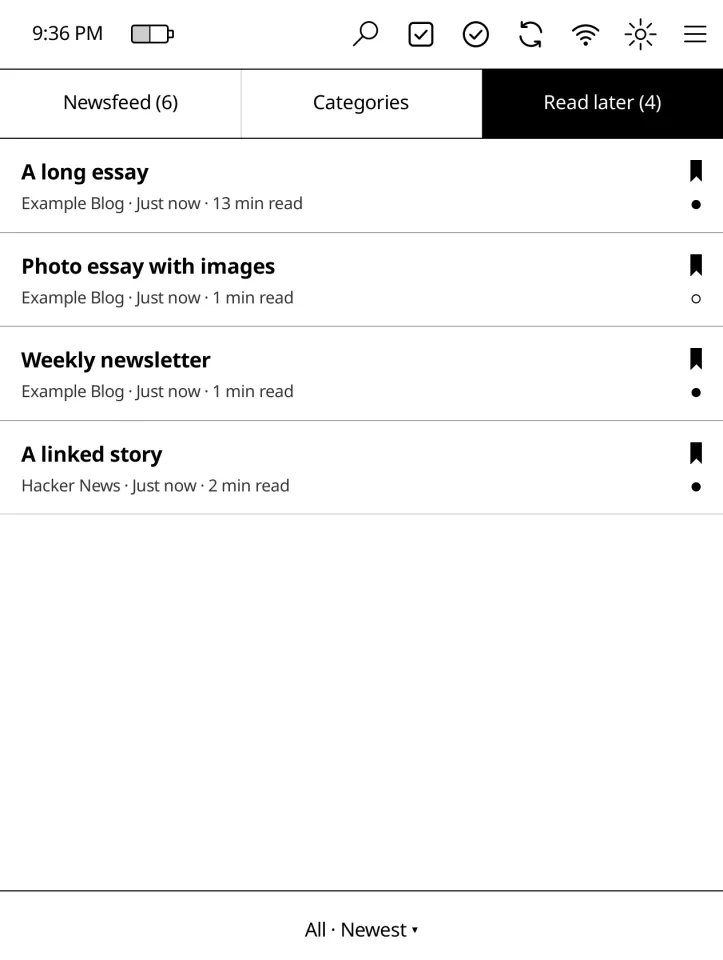 9:36 PM
Newsfeed (6)
Categories
Read later (4)
A long essay
Example Blog · Just now · 13 min read
Photo essay with images
Example Blog · Just now · 1 min read
Weekly newsletter
Example Blog · Just now · 1 min read
A linked story
Hacker News · Just now · 2 min read
All · Newest ▾